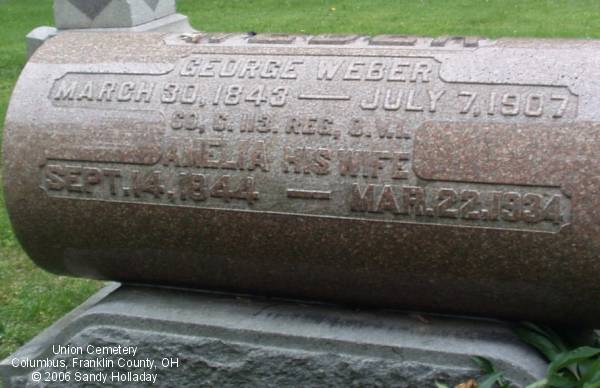 WEBER
GEORGE WEBER
MARCH 30, 1843 — JULY 7, 1907
CO, C. 113. REG, O.V.I.
AMELIA HIS WIFE
SEPT. 14, 1844 — MAR. 22. 1934
Union Cemetery
Columbus, Franklin County, OH
© 2006 Sandy Holladay